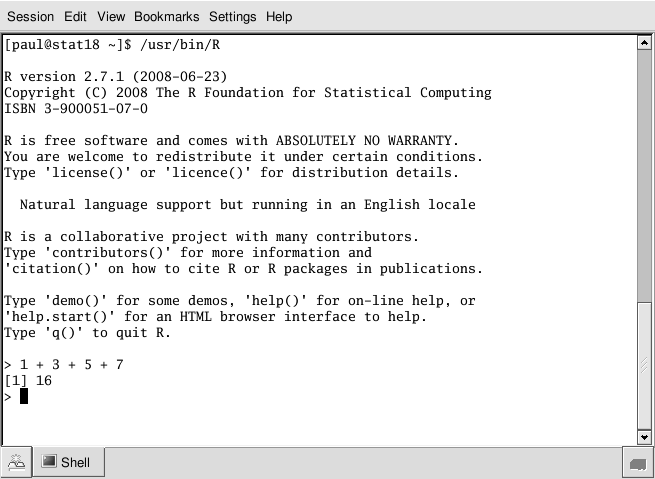 Session Edit View Bookmarks Settings Help
[paul@stat18 ~]$ /usr/bin/R
R version 2.7.1 (2008-06-23)
Copyright (C) 2008 The R Foundation for Statistical Computing
ISBN 3-900051-07-0
R is free software and comes with ABSOLUTELY NO WARRANTY.
You are welcome to redistribute it under certain conditions.
Type 'license()' or 'licence()' for distribution details.
Natural language support but running in an English locale
R is a collaborative project with many contributors.
Type 'contributors()' for more information and
'citation()' on how to cite R or R packages in publications.
Type 'demo()' for some demos, 'help()' for on-line help, or
'help.start()' for an HTML browser interface to help.
Type 'q()' to quit R.
> 1 + 3 + 5 + 7
[1] 16
>
Shell